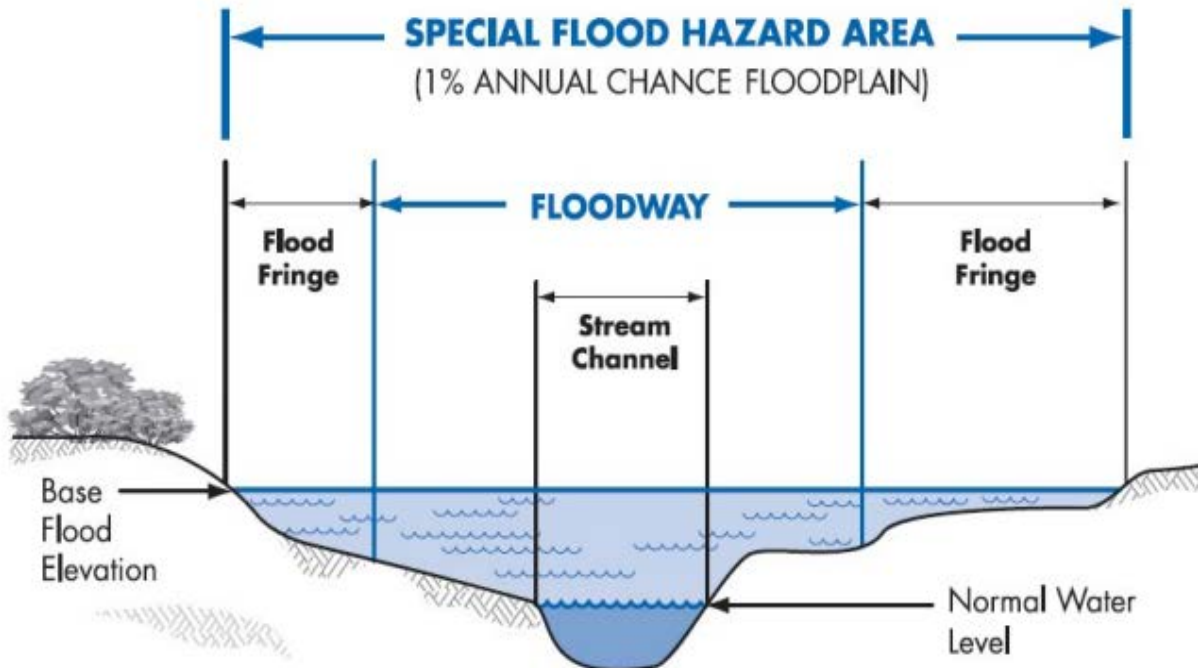 SPECIAL FLOOD HAZARD AREA
(1% ANNUAL CHANCE FLOODPLAIN)
FLOODWAY
Flood
Fringe
Flood
Fringe
Stream
Channel
Base
Flood
Elevation
Normal Water
Level